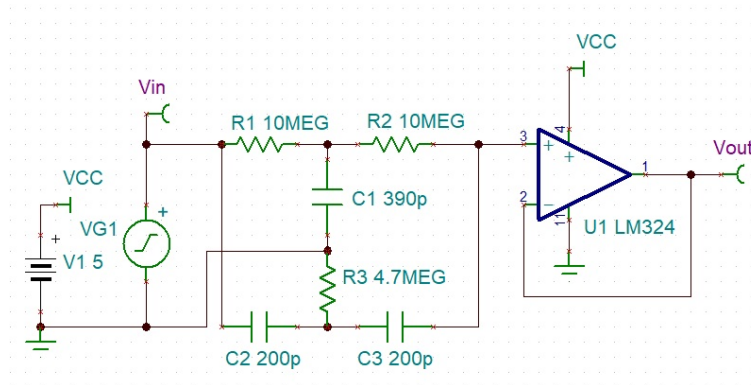 VCC
Vin
R1 10MEG
R2 10MEG
3
4
+
+
1
Vout
VCC
C1 390p
2
−
11
U1 LM324
VG1
+
+
V1 5
R3 4.7MEG
C2 200p
C3 200p